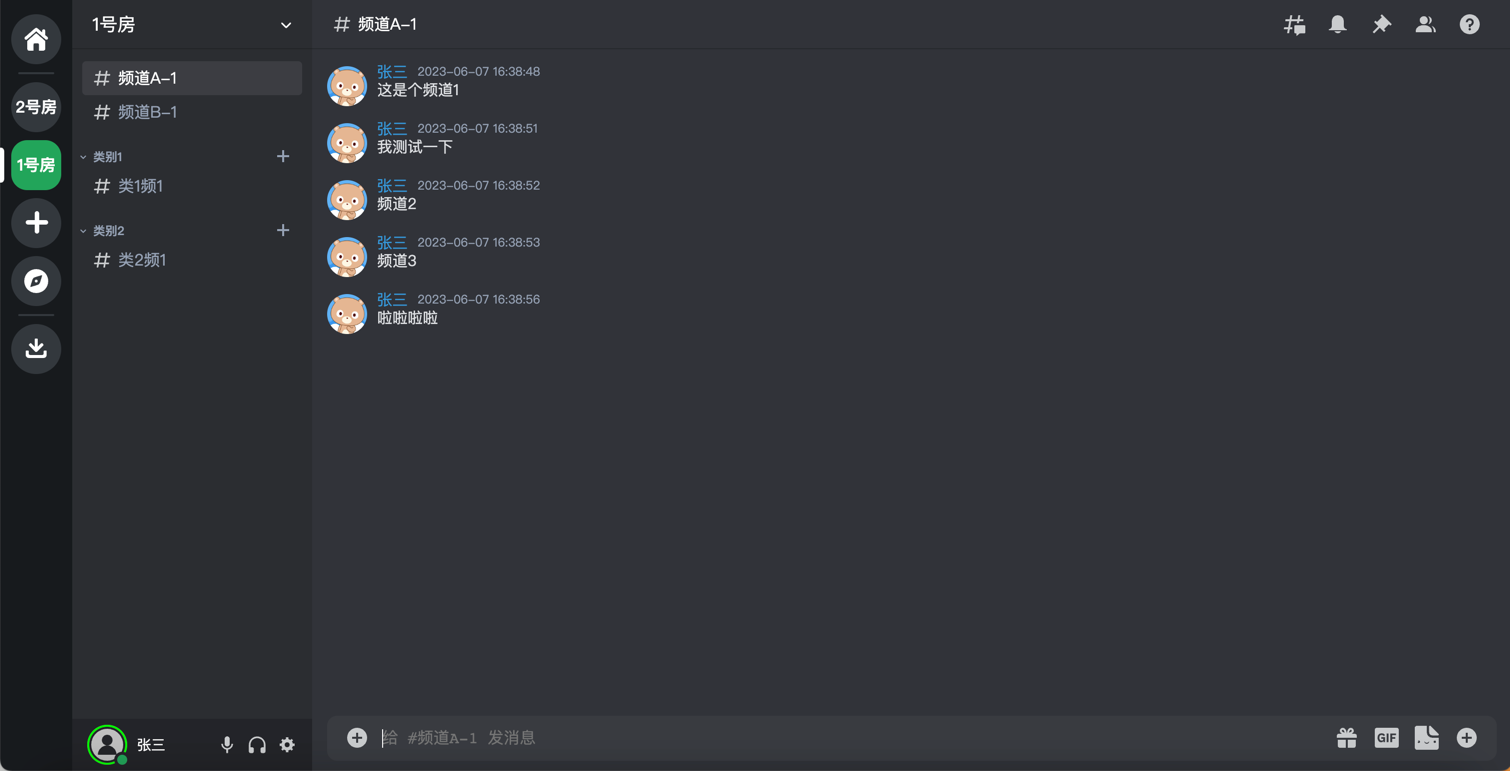 2号房
1号房
1号房
# 频道A-1
# 频道B-1
类别1
# 类1频1
类别2
# 类2频1
张三
# 频道A-1
张三 2023-06-07 16:38:48
这是个频道1
张三 2023-06-07 16:38:51
我测试一下
张三 2023-06-07 16:38:52
频道2
张三 2023-06-07 16:38:53
频道3
张三 2023-06-07 16:38:56
啦啦啦啦
给 #频道A-1 发消息
GIF